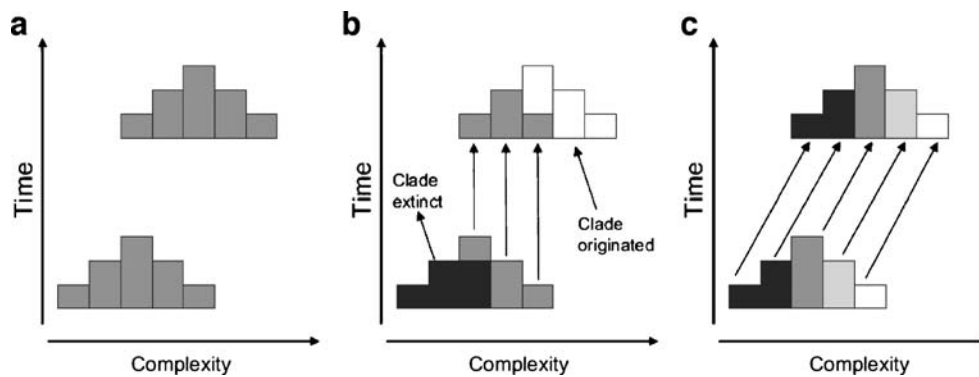 a
Time
Complexity
b
Time
Clade
extinct
Clade
originated
Complexity
c
Time
Complexity